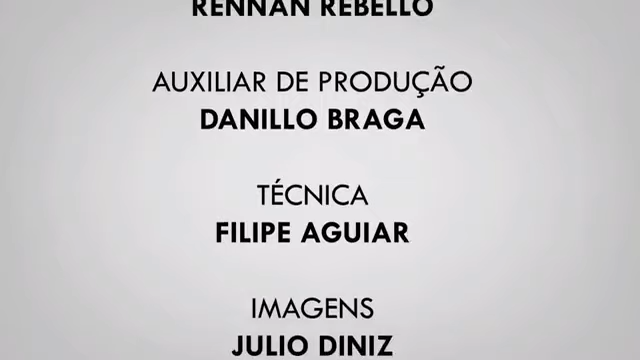 RENNAN REBELLO
AUXILIAR DE PRODUÇÃO
DANILLO BRAGA
TÉCNICA
FILIPE AGUIAR
IMAGENS
JULIO DINIZ